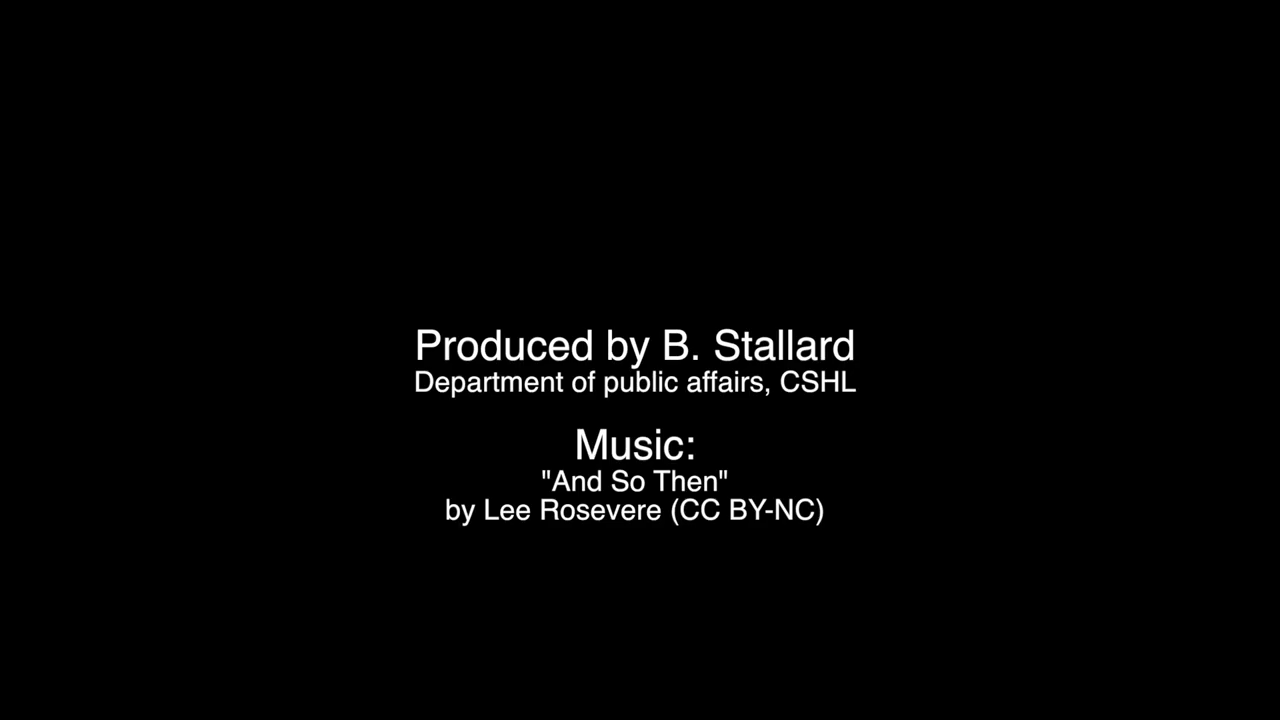 Produced by B. Stallard
Department of public affairs, CSHL
Music:
"And So Then"
by Lee Rosevere (CC BY-NC)